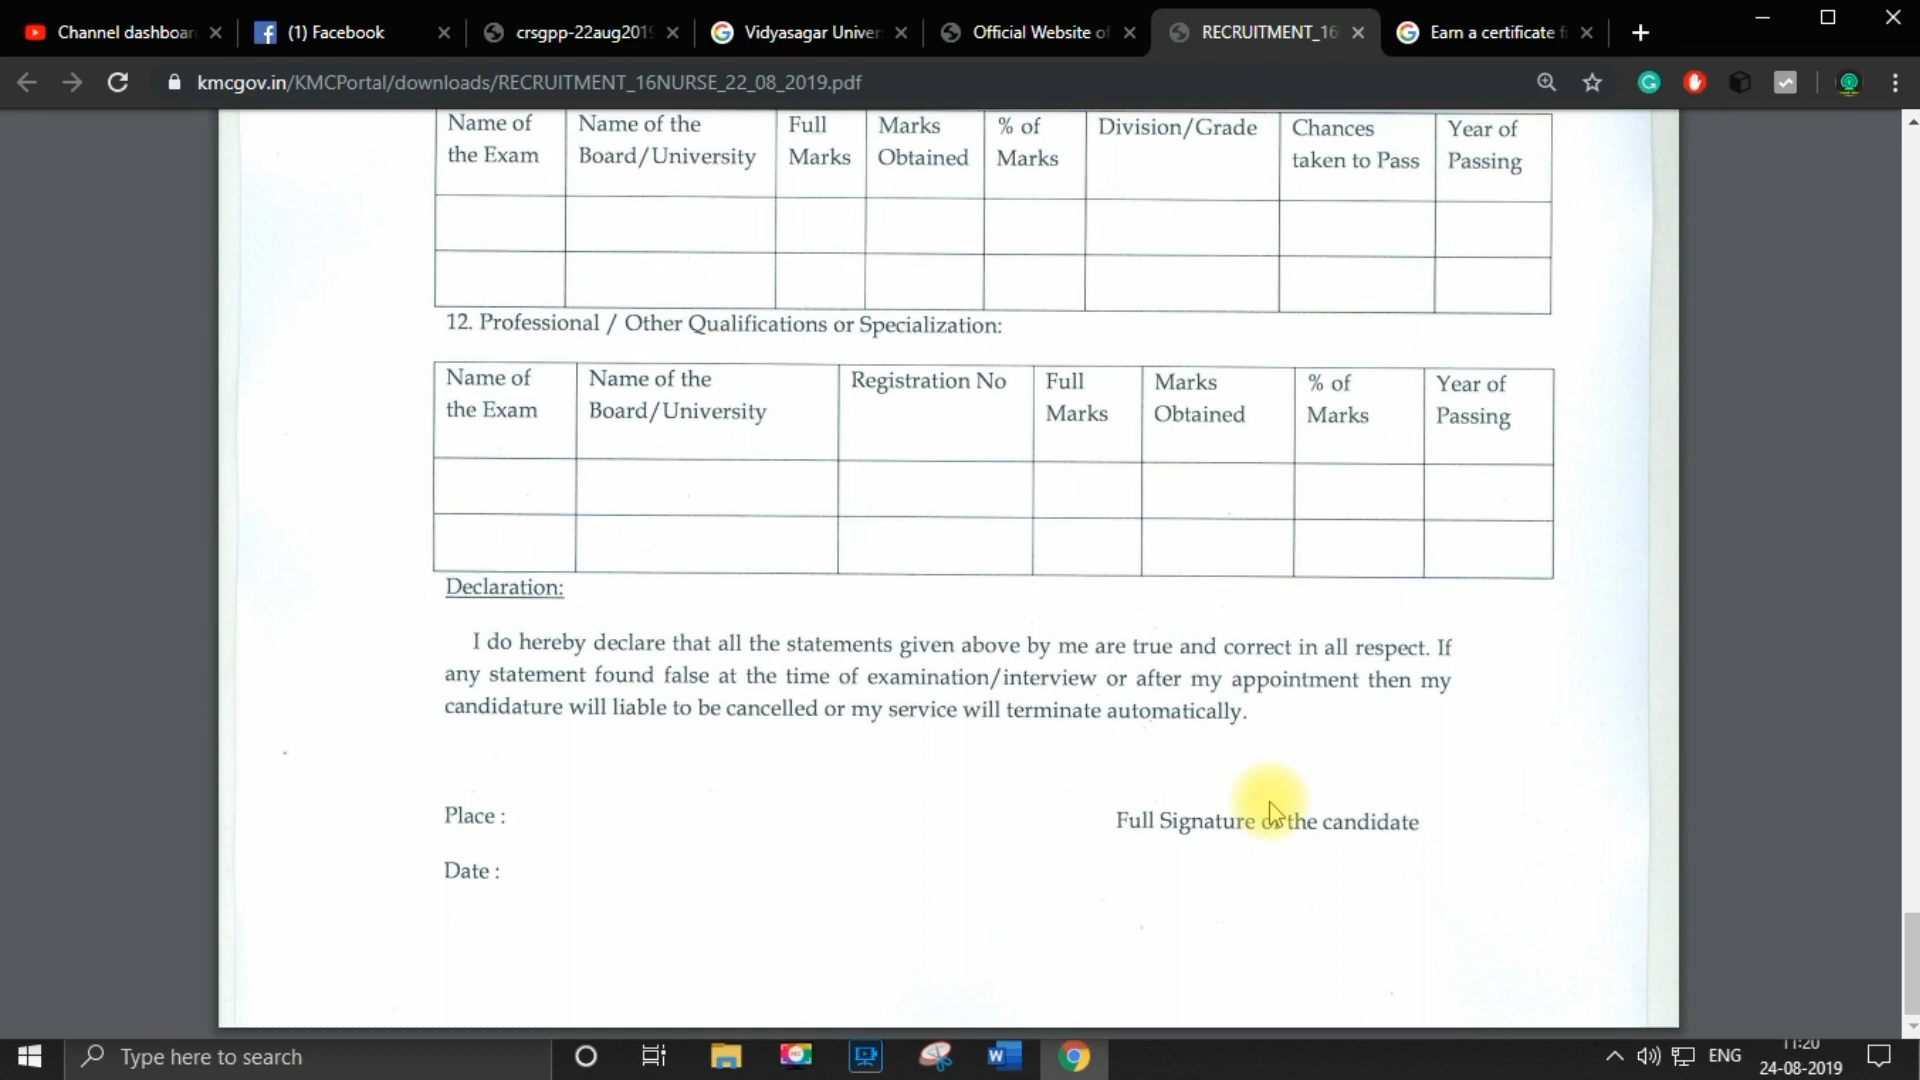 Channel dashboar
(1) Facebook
crsgpp-22aug2019
Vidyasagar Univer
Official Website of
RECRUITMENT_16
Earn a certificate f
kmcgov.in/KMCPortal/downloads/RECRUITMENT_16NURSE_22_08_2019.pdf
Name of the Exam Name of the Board/University Full Marks Marks Obtained % of Marks Division/Grade Chances taken to Pass Year of Passing
12. Professional / Other Qualifications or Specialization:
Name of the Exam Name of the Board/University Registration No Full Marks Marks Obtained % of Marks Year of Passing
Declaration:
I do hereby declare that all the statements given above by me are true and correct in all respect. If
any statement found false at the time of examination/interview or after my appointment then my
candidature will liable to be cancelled or my service will terminate automatically.
Place :
Full Signature of the candidate
Date :
Type here to search
ENG
11:20
24-08-2019